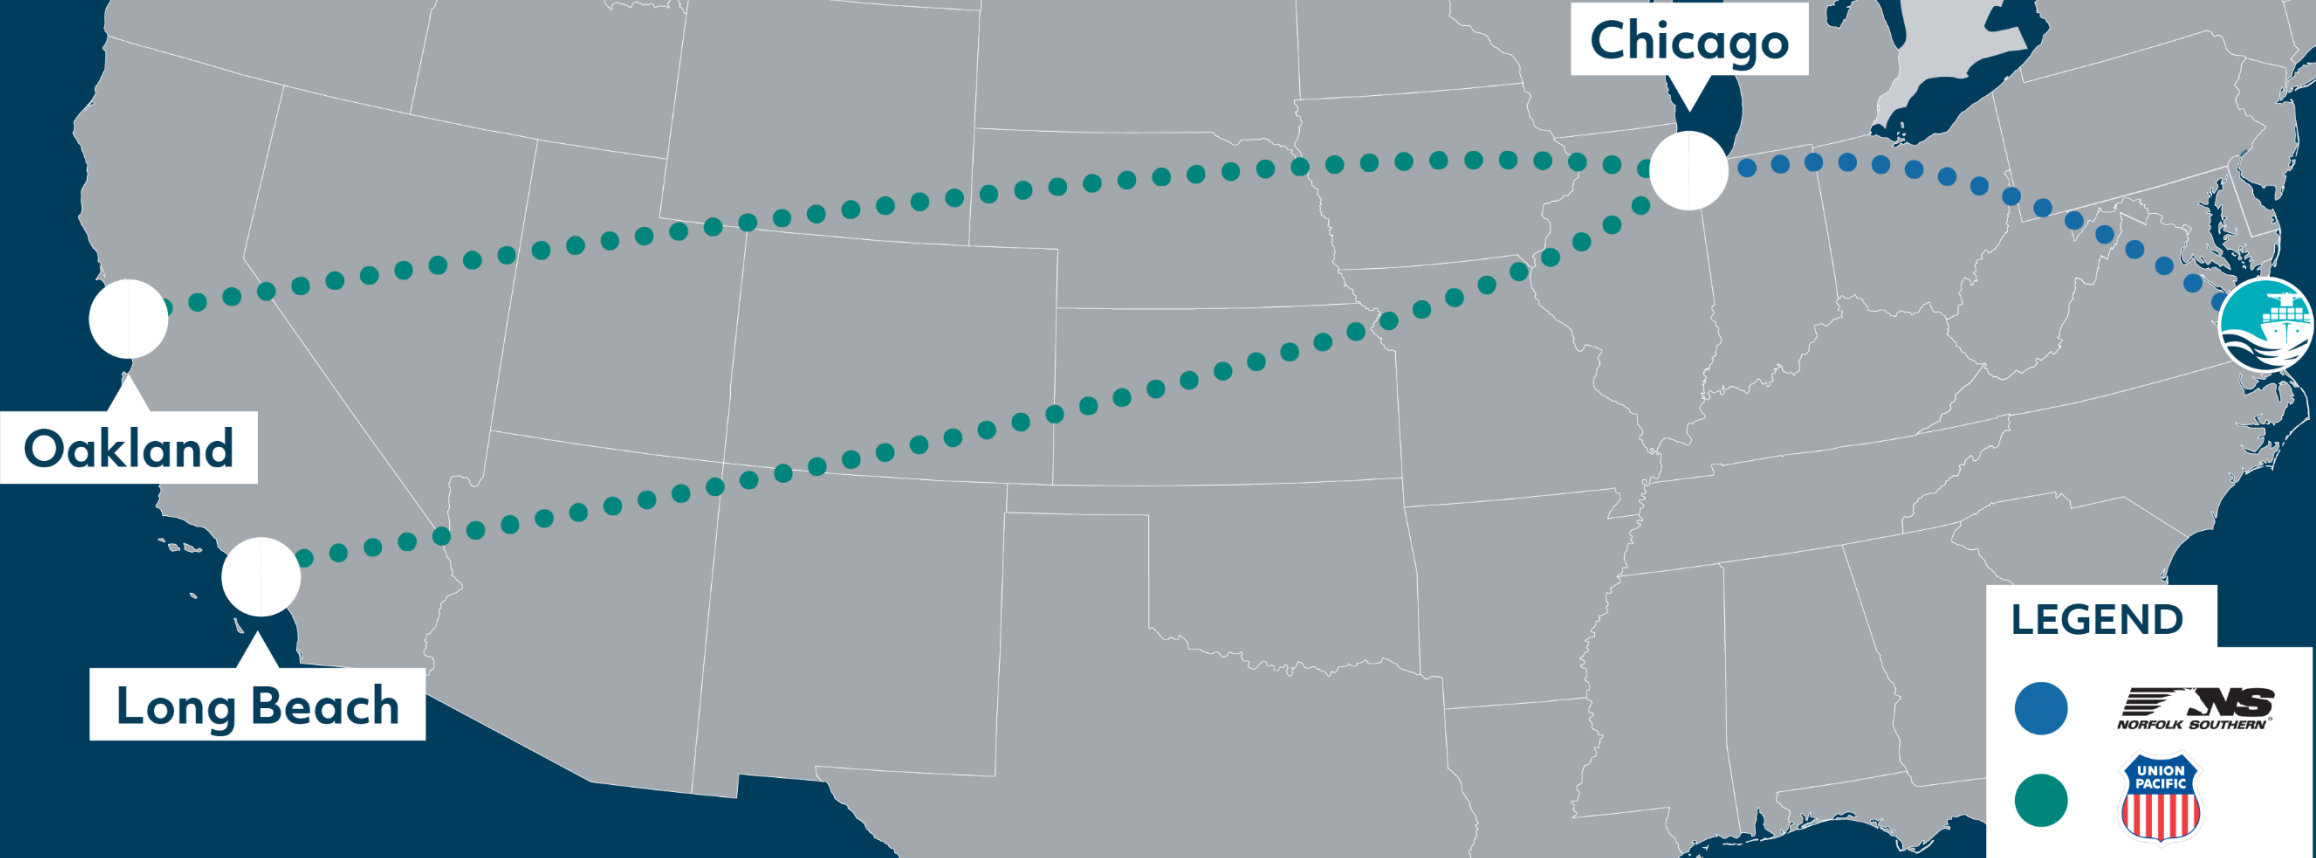 Chicago
Oakland
Long Beach
LEGEND
NS
NORFOLK SOUTHERN®
UNION
PACIFIC